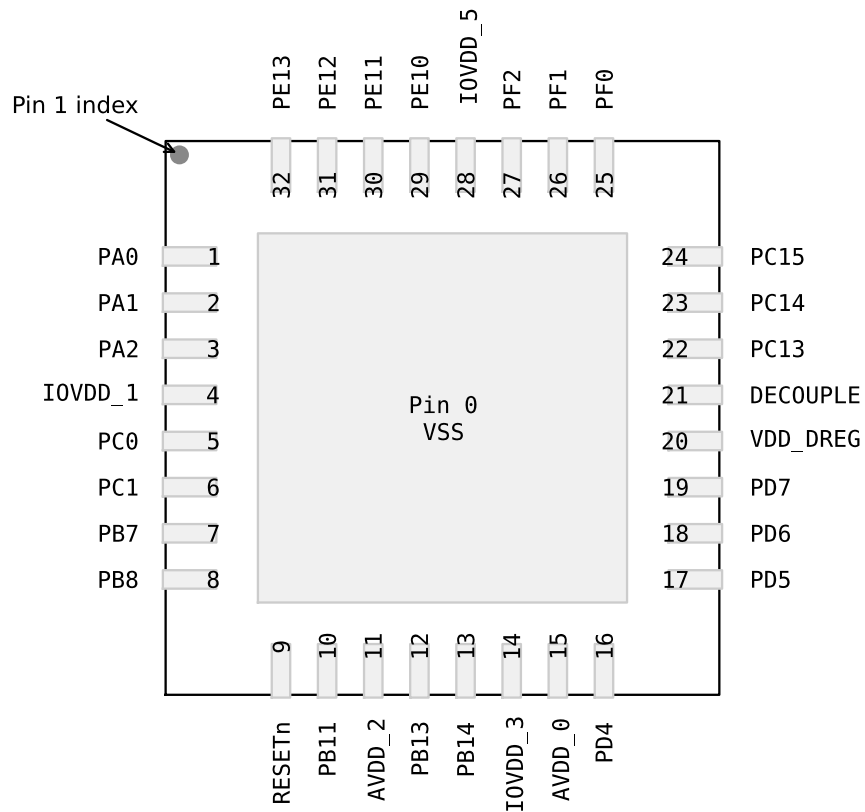 PE13
PE12
PE11
PE10
IOVDD_5
PF2
PF1
PF0
Pin 1 index
32
31
30
29
28
27
26
25
PA0 1
PA1 2
PA2 3
IOVDD_1 4
PC0 5
PC1 6
PB7 7
PB8 8
Pin 0
VSS
24 PC15
23 PC14
22 PC13
21 DECOUPLE
20 VDD_DREG
19 PD7
18 PD6
17 PD5
9
10
11
12
13
14
15
16
RESETn
PB11
AVDD_2
PB13
PB14
IOVDD_3
AVDD_0
PD4